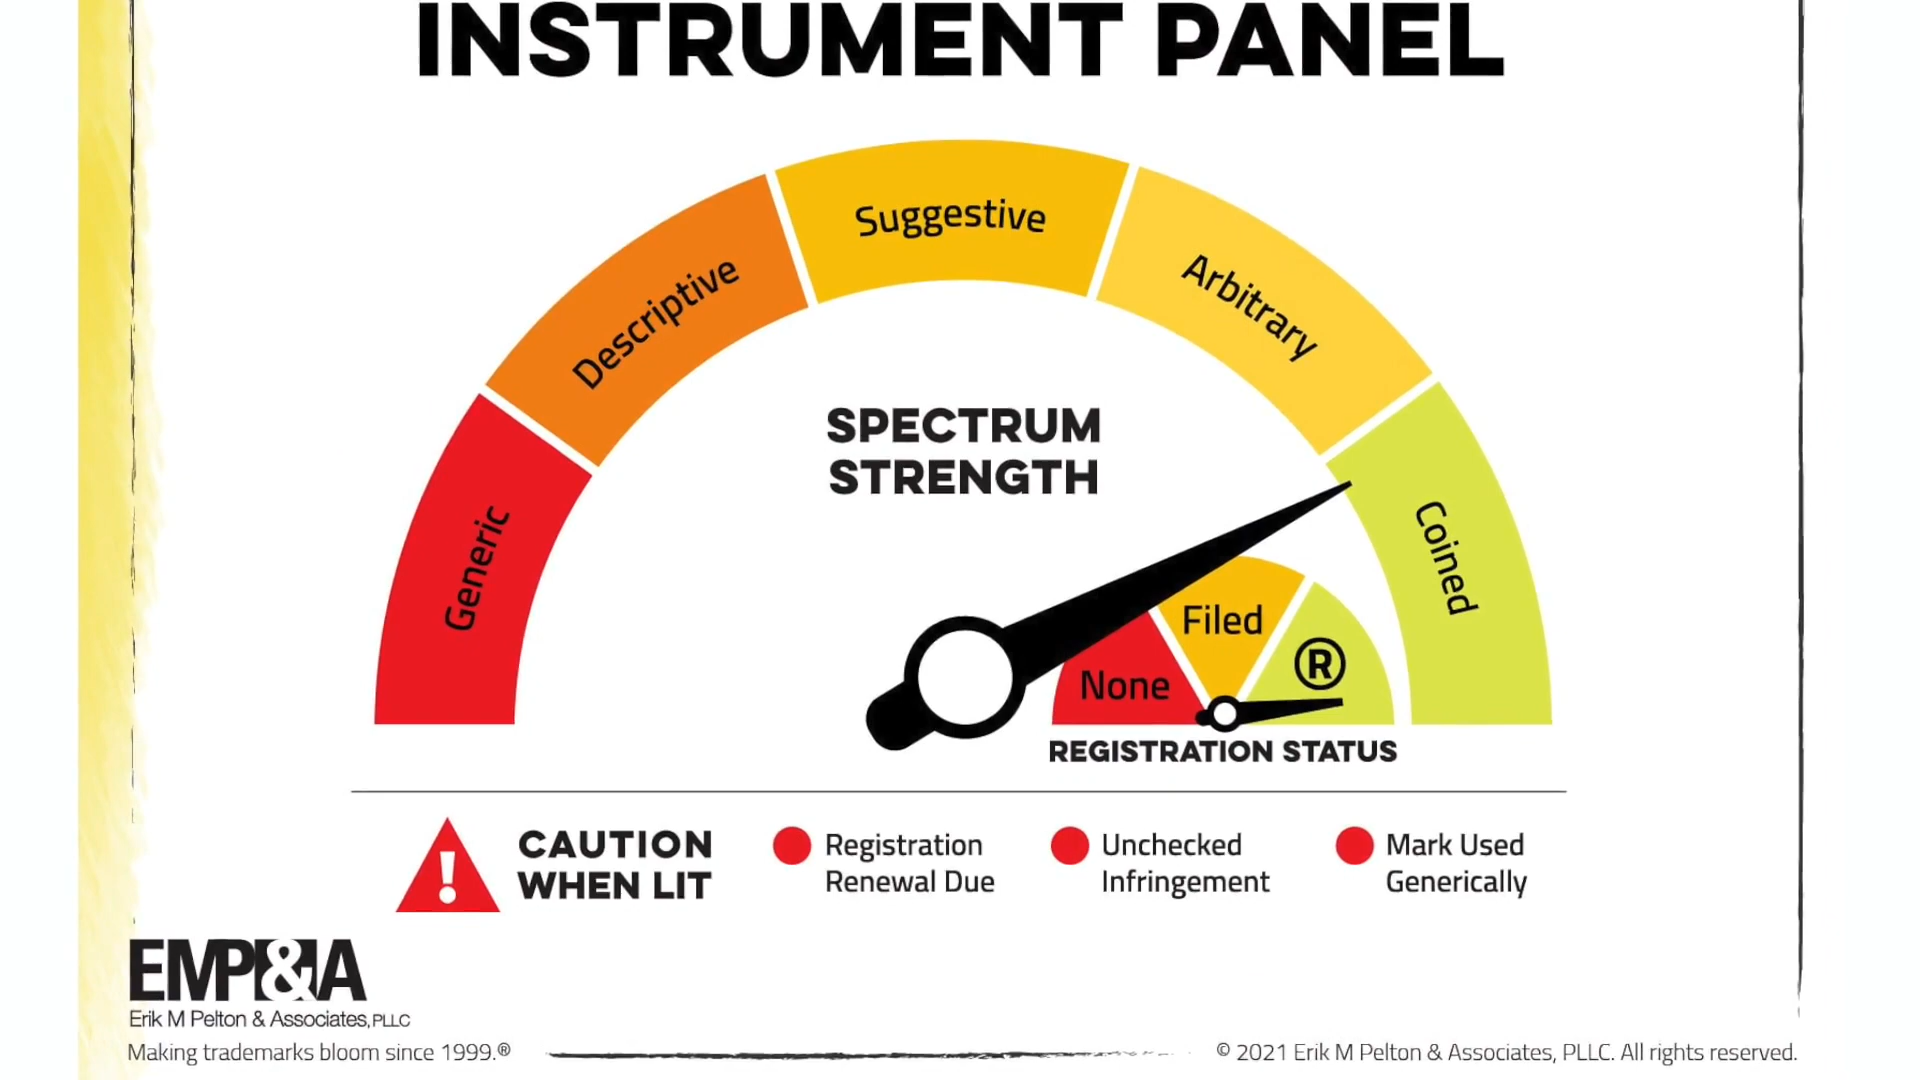 INSTRUMENT PANEL
Generic
Descriptive
Suggestive
Arbitrary
Coined
SPECTRUM
STRENGTH
None
Filed
®
REGISTRATION STATUS
!
CAUTION
WHEN LIT
Registration
Renewal Due
Unchecked
Infringement
Mark Used
Generically
EMP&A
Erik M Pelton & Associates, PLLC
Making trademarks bloom since 1999.®
© 2021 Erik M Pelton & Associates, PLLC. All rights reserved.